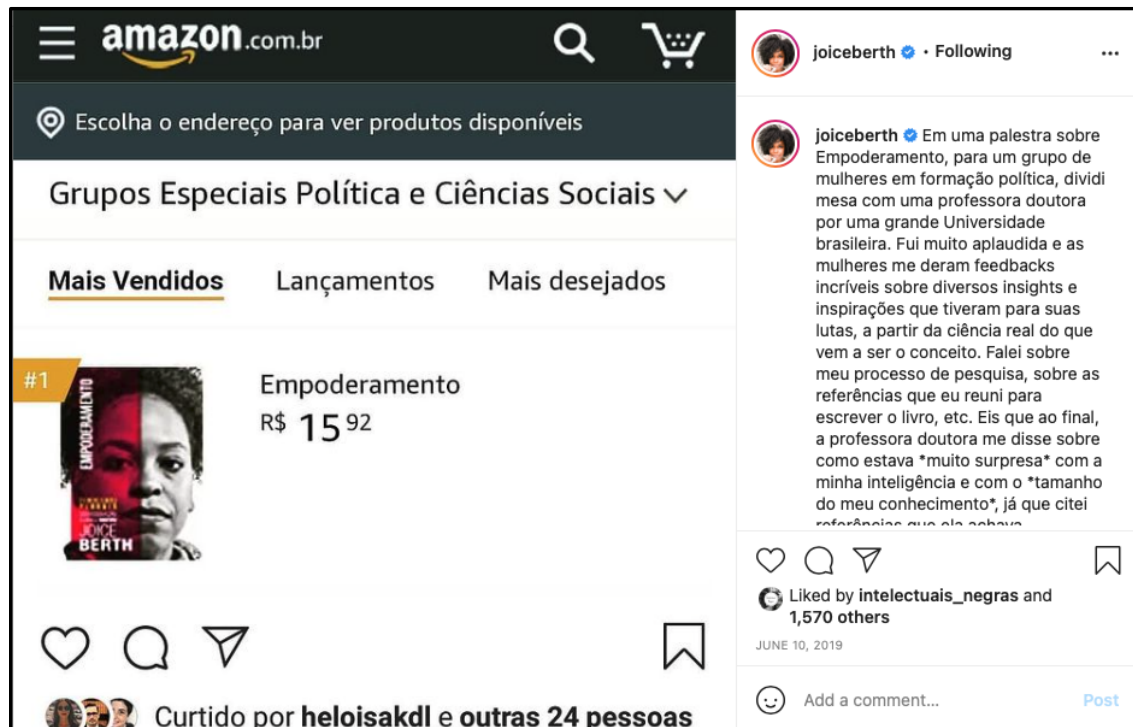 amazon.com.br
Escolha o endereço para ver produtos disponíveis
Grupos Especiais Política e Ciências Sociais
Mais Vendidos Lançamentos Mais desejados
#1
EMPODERAMENTO
JOICE
BERTH
Empoderamento
R$ 15 92
Curtido por heloisakdl e outras 24 pessoas
joiceberth • Following
joiceberth Em uma palestra sobre
Empoderamento, para um grupo de
mulheres em formação política, dividi
mesa com uma professora doutora
por uma grande Universidade
brasileira. Fui muito aplaudida e as
mulheres me deram feedbacks
incríveis sobre diversos insights e
inspirações que tiveram para suas
lutas, a partir da ciência real do que
vem a ser o conceito. Falei sobre
meu processo de pesquisa, sobre as
referências que eu reuni para
escrever o livro, etc. Eis que ao final,
a professora doutora me disse sobre
como estava *muito surpresa* com a
minha inteligência e com o *tamanho
do meu conhecimento*, já que citei
referências que ela achava
Liked by intelectuais_negras and
1,570 others
JUNE 10, 2019
Add a comment... Post